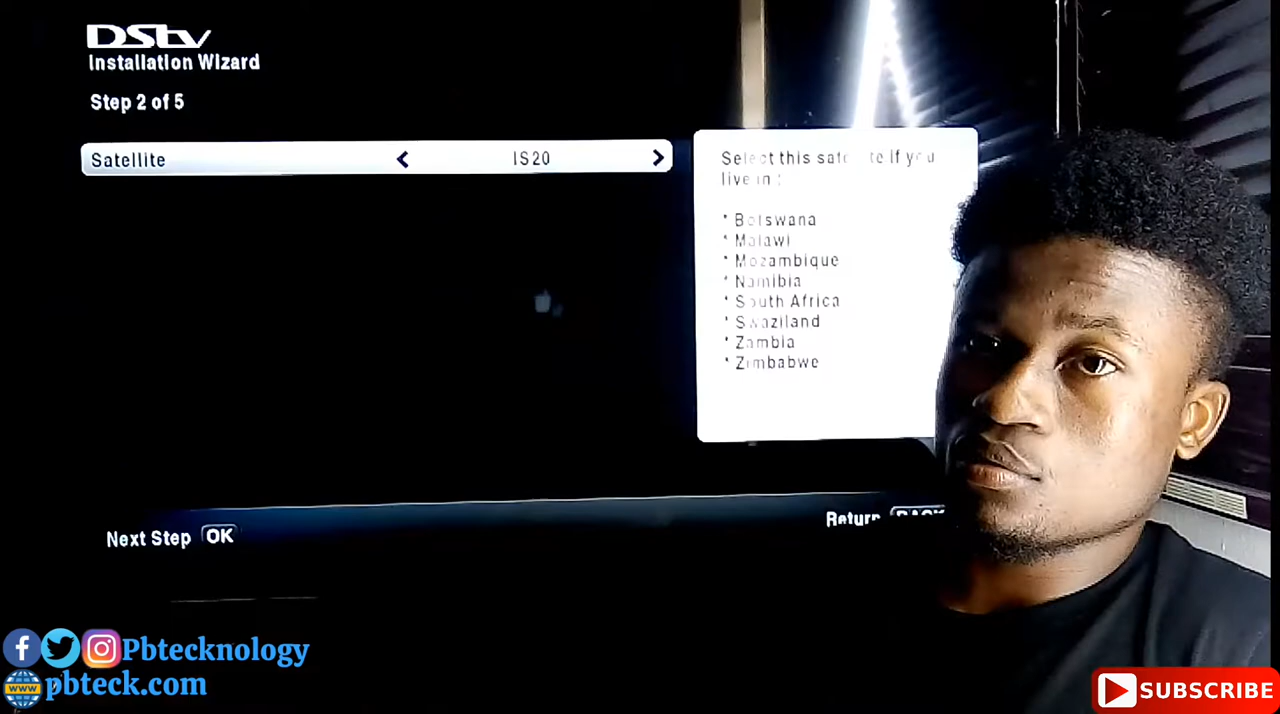 DStv
Installation Wizard
Step 2 of 5
Satellite < IS20 >
Select this satellite if you
live in :
* Botswana
* Malawi
* Mozambique
* Namibia
* South Africa
* Swaziland
* Zambia
* Zimbabwe
Next Step OK
Return BACK
Pbtecknology
www pbteck.com
SUBSCRIBE